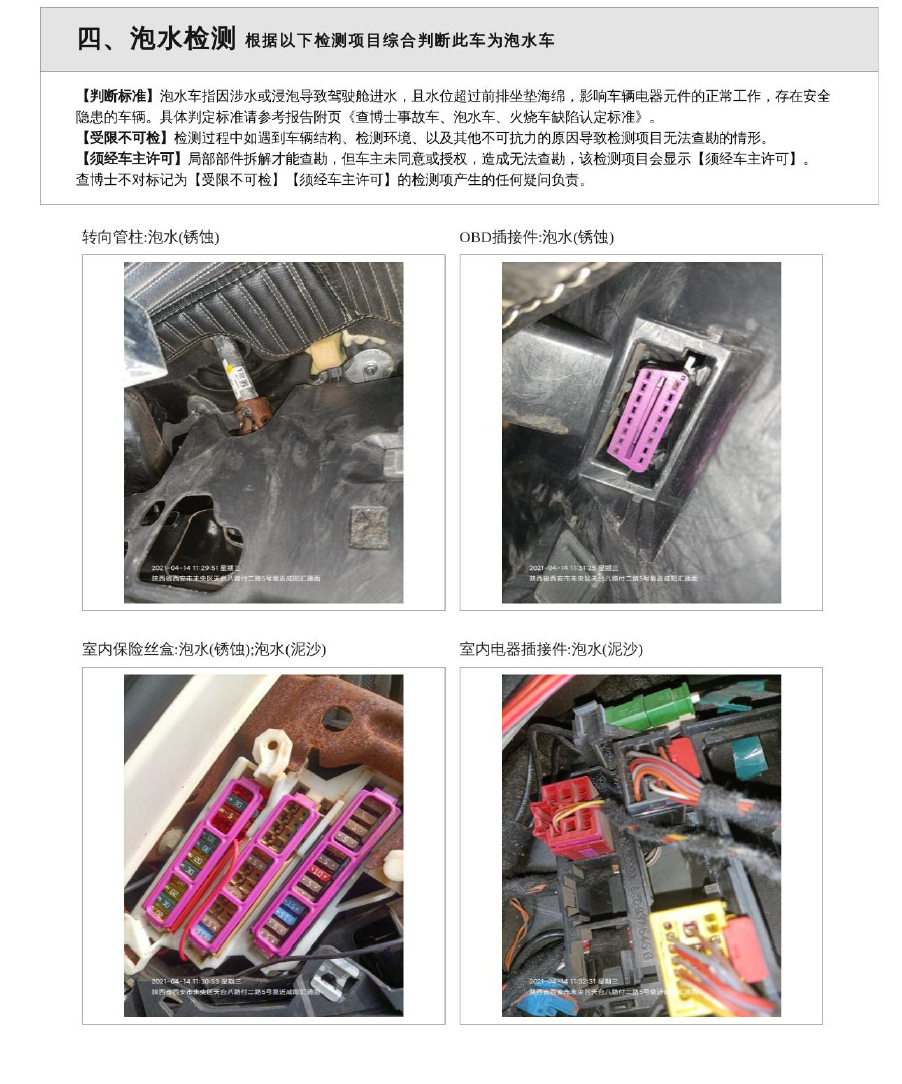 四、泡水检测 根据以下检测项目综合判断此车为泡水车
【判断标准】泡水车指因涉水或浸泡导致驾驶舱进水，且水位超过前排坐垫海绵，影响车辆电器元件的正常工作，存在安全
隐患的车辆。具体判定标准请参考报告附页《查博士事故车、泡水车、火烧车缺陷认定标准》。
【受限不可检】检测过程中如遇到车辆结构、检测环境、以及其他不可抗力的原因导致检测项目无法查勘的情形。
【须经车主许可】局部部件拆解才能查勘，但车主未同意或授权，造成无法查勘，该检测项目会显示【须经车主许可】。
查博士不对标记为【受限不可检】【须经车主许可】的检测项产生的任何疑问负责。
转向管柱:泡水(锈蚀)
OBD插接件:泡水(锈蚀)
2021-04-14 11:29:51 星期三
陕西省西安市未央区天台八路付二路5号靠近咸阳汇通面
2021-04-14 11:31:25 星期三
陕西省西安市未央区天台八路付二路5号靠近咸阳汇通面
室内保险丝盒:泡水(锈蚀);泡水(泥沙)
室内电器插接件:泡水(泥沙)
2021-04-14 11:30:53 星期三
陕西省西安市未央区天台八路付二路5号靠近咸阳汇通面
2021-04-14 11:32:31 星期三
陕西省西安市未央区天台八路付二路5号靠近咸阳汇通面